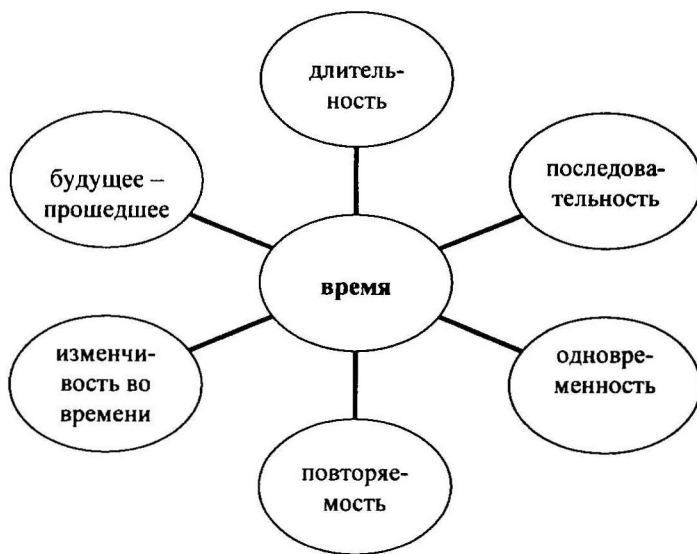 длитель-
ность
будущее –
прошедшее
последова-
тельность
время
изменчи-
вость во
времени
одновре-
менность
повторяе-
мость